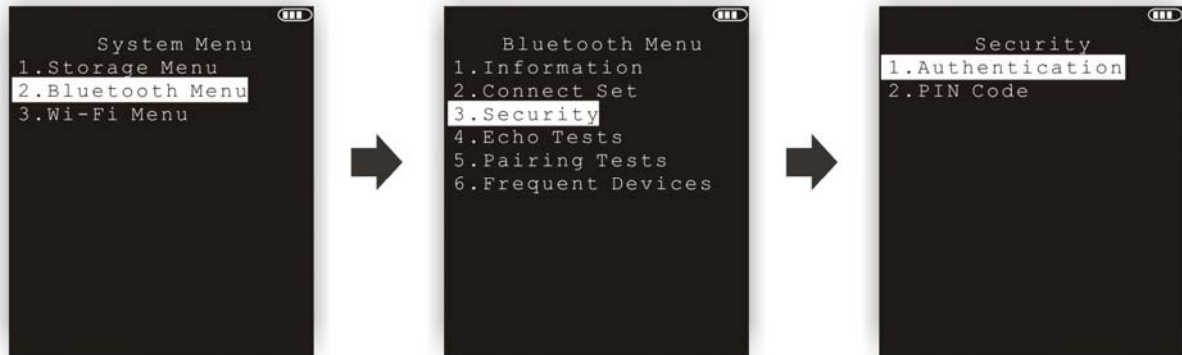 System Menu
1.Storage Menu
2.Bluetooth Menu
3.Wi-Fi Menu
Bluetooth Menu
1.Information
2.Connect Set
3.Security
4.Echo Tests
5.Pairing Tests
6.Frequent Devices
Security
1.Authentication
2.PIN Code